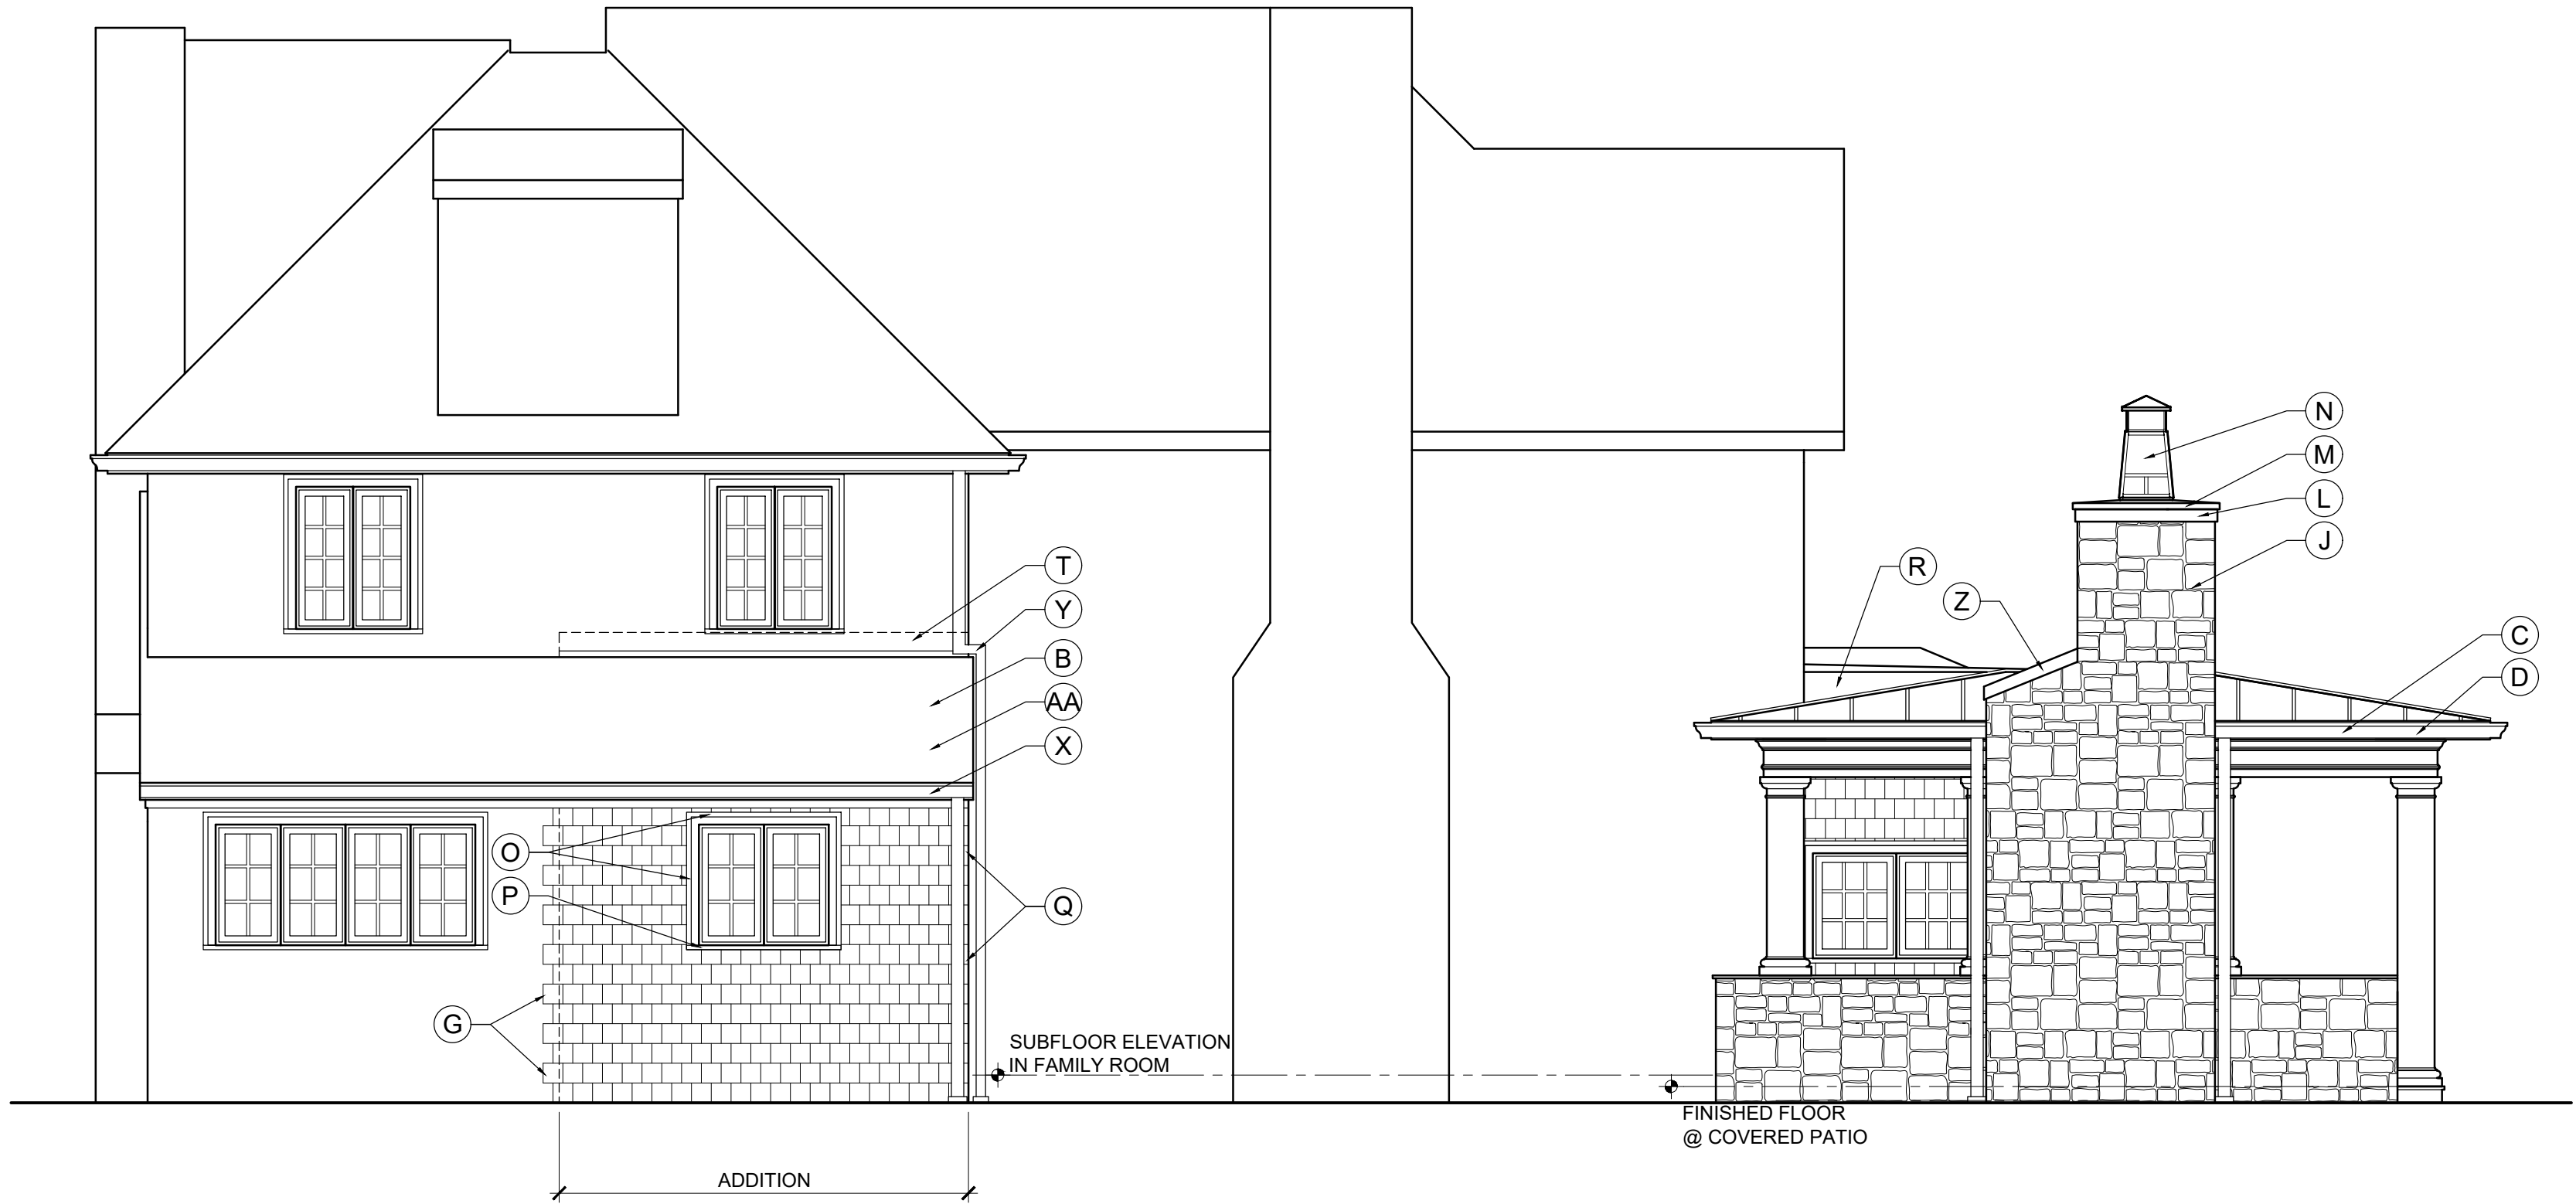 N
M
L
J
T
R
Y
Z
C
B
D
AA
X
O
P
Q
G
SUBFLOOR ELEVATION
IN FAMILY ROOM
FINISHED FLOOR
@ COVERED PATIO
ADDITION